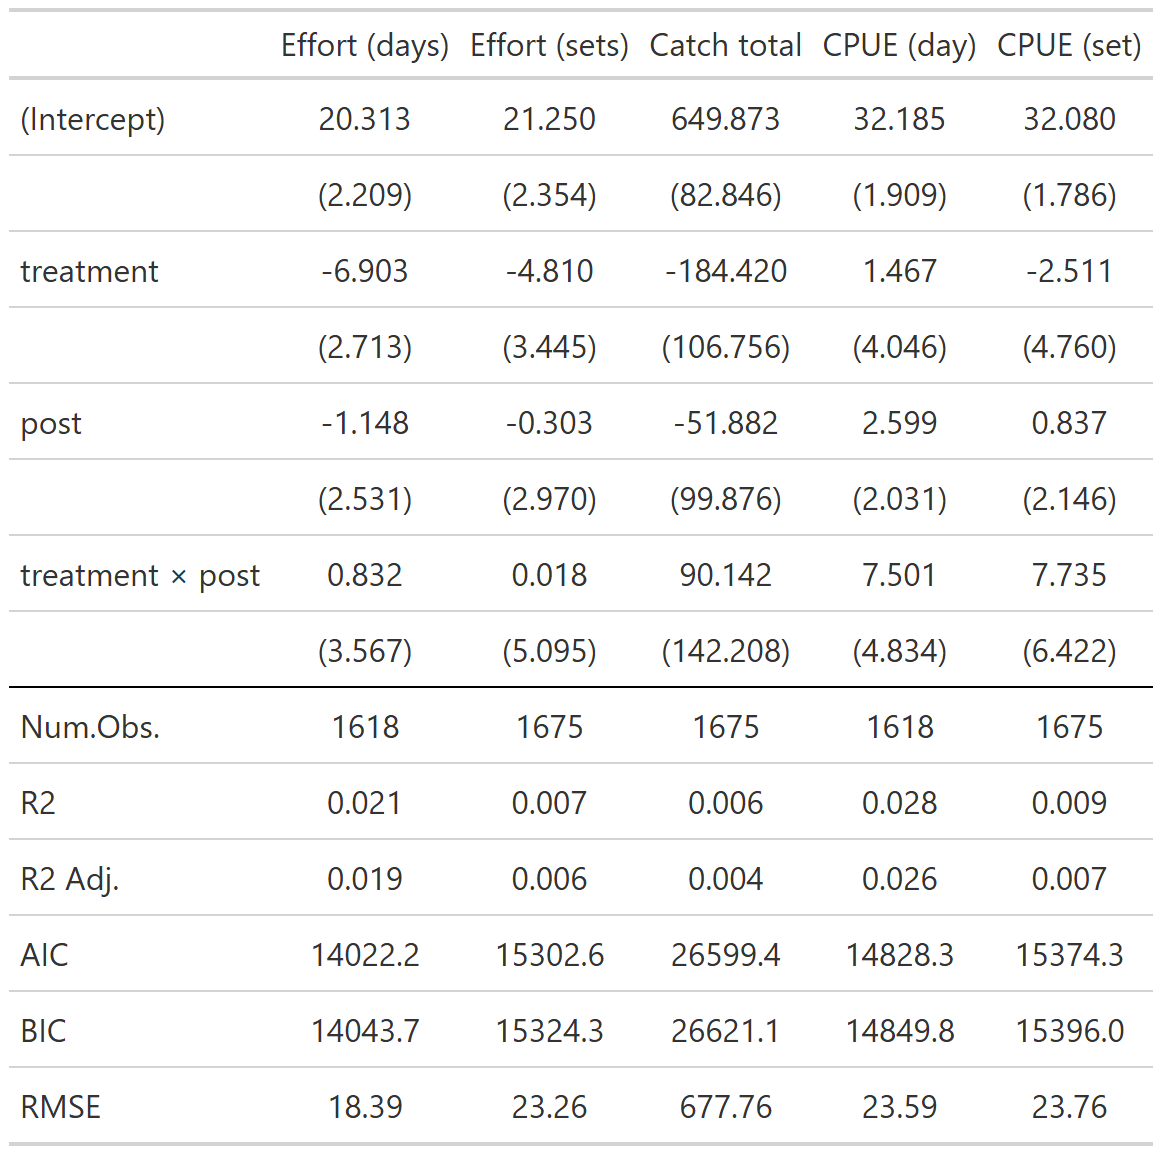 Effort (days) Effort (sets) Catch total CPUE (day) CPUE (set)
(Intercept) 20.313 21.250 649.873 32.185 32.080
(2.209) (2.354) (82.846) (1.909) (1.786)
treatment -6.903 -4.810 -184.420 1.467 -2.511
(2.713) (3.445) (106.756) (4.046) (4.760)
post -1.148 -0.303 -51.882 2.599 0.837
(2.531) (2.970) (99.876) (2.031) (2.146)
treatment × post 0.832 0.018 90.142 7.501 7.735
(3.567) (5.095) (142.208) (4.834) (6.422)
Num.Obs. 1618 1675 1675 1618 1675
R2 0.021 0.007 0.006 0.028 0.009
R2 Adj. 0.019 0.006 0.004 0.026 0.007
AIC 14022.2 15302.6 26599.4 14828.3 15374.3
BIC 14043.7 15324.3 26621.1 14849.8 15396.0
RMSE 18.39 23.26 677.76 23.59 23.76